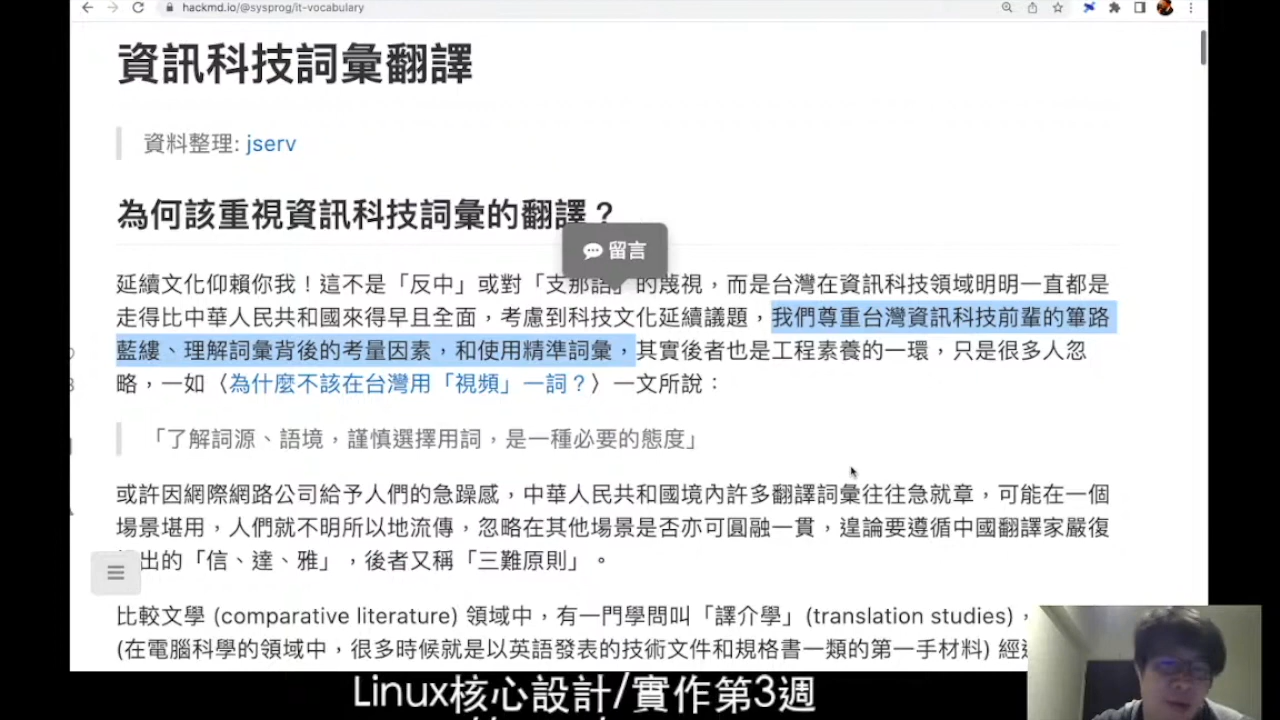 hackmd.io/@sysprog/it-vocabulary
資訊科技詞彙翻譯
資料整理: jserv
為何該重視資訊科技詞彙的翻譯？
留言
延續文化仰賴你我！這不是「反中」或對「支那語」的蔑視，而是台灣在資訊科技領域明明一直都是
走得比中華人民共和國來得早且全面，考慮到科技文化延續議題，我們尊重台灣資訊科技前輩的篳路
藍縷、理解詞彙背後的考量因素，和使用精準詞彙，其實後者也是工程素養的一環，只是很多人忽
略，一如〈為什麼不該在台灣用「視頻」一詞？〉一文所說：
「了解詞源、語境，謹慎選擇用詞，是一種必要的態度」
或許因網際網路公司給予人們的急躁感，中華人民共和國境內許多翻譯詞彙往往急就章，可能在一個
場景堪用，人們就不明所以地流傳，忽略在其他場景是否亦可圓融一貫，遑論要遵循中國翻譯家嚴復
出的「信、達、雅」，後者又稱「三難原則」。
比較文學 (comparative literature) 領域中，有一門學問叫「譯介學」(translation studies)，
(在電腦科學的領域中，很多時候就是以英語發表的技術文件和規格書一類的第一手材料) 經
Linux核心設計/實作第3週